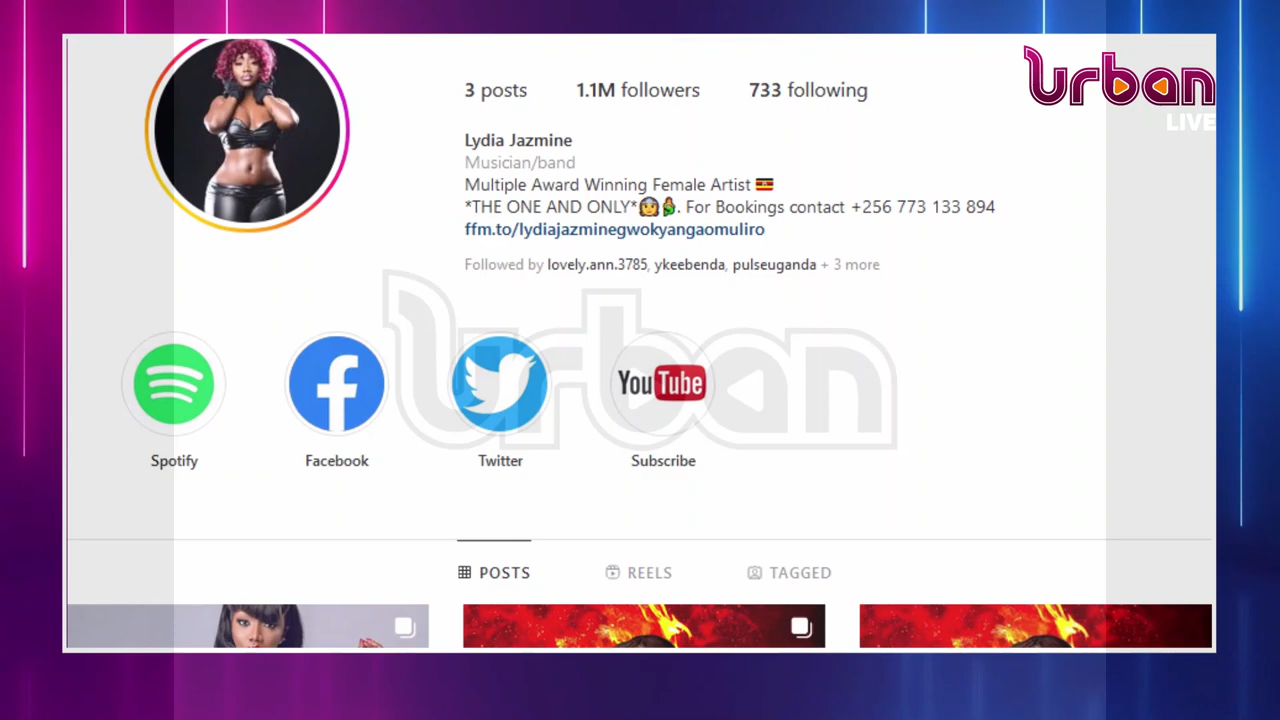 urban
LIVE
3 posts 1.1M followers 733 following
Lydia Jazmine
Musician/band
Multiple Award Winning Female Artist 🇺🇬
*THE ONE AND ONLY*👩‍🚀🧜‍♀️. For Bookings contact +256 773 133 894
ffm.to/lydiajazminegwokyangaomuliro
Followed by lovely.ann.3785, ykeebenda, pulseuganda + 3 more
urban
YouTube
Spotify Facebook Twitter Subscribe
POSTS REELS TAGGED